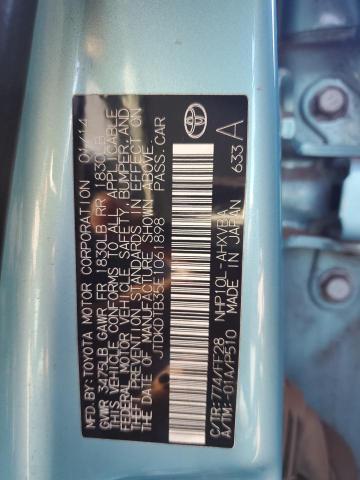 MFD. BY: TOYOTA MOTOR CORPORATION 01/14
GVWR 3475LB GAWR FR 1830LB RR 1830LB
THIS VEHICLE CONFORMS TO ALL APPLICABLE
FEDERAL MOTOR VEHICLE SAFETY, BUMPER, AND
THEFT PREVENTION STANDARDS IN EFFECT ON
THE DATE OF MANUFACTURE SHOWN ABOVE.
PASS. CAR
C/TR: 774/FF28 NHP10L-AHXVBA
A/TM:-01A/P510 MADE IN JAPAN 633 A